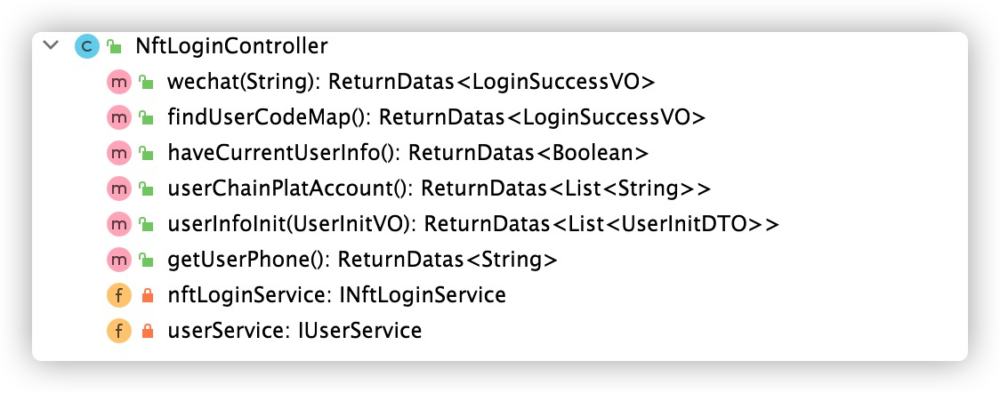 C NftLoginController
m wechat(String): ReturnDatas<LoginSuccessVO>
m findUserCodeMap(): ReturnDatas<LoginSuccessVO>
m haveCurrentUserInfo(): ReturnDatas<Boolean>
m userChainPlatAccount(): ReturnDatas<List<String>>
m userInfoInit(UserInitVO): ReturnDatas<List<UserInitDTO>>
m getUserPhone(): ReturnDatas<String>
f nftLoginService: INftLoginService
f userService: IUserService